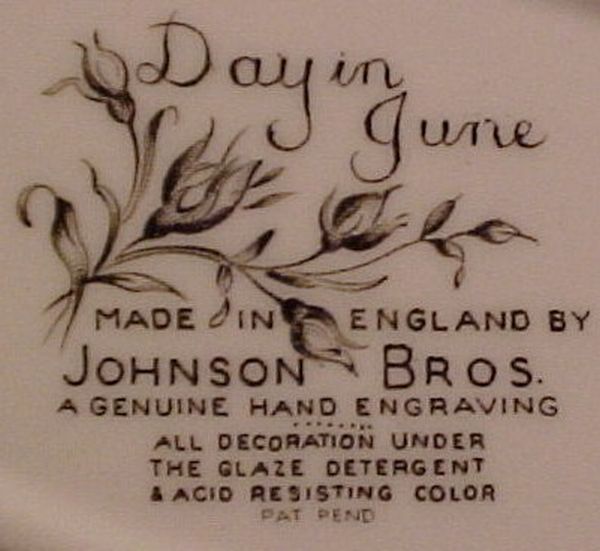 Day in
June
MADE IN ENGLAND BY
JOHNSON BROS.
A GENUINE HAND ENGRAVING
ALL DECORATION UNDER
THE GLAZE DETERGENT
& ACID RESISTING COLOR
PAT PEND